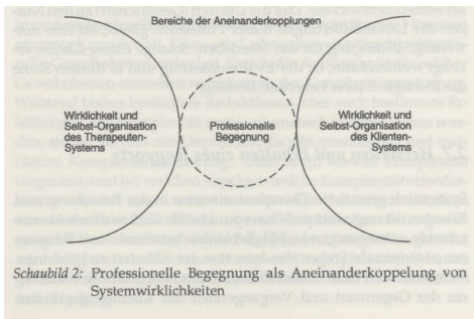 Bereiche der Aneinanderkopplungen
Wirklichkeit und
Selbst-Organisation
des Therapeuten-
Systems
Professionelle
Begegnung
Wirklichkeit und
Selbst-Organisation
des Klienten-
Systems
Schaubild 2: Professionelle Begegnung als Aneinanderkoppelung von
Systemwirklichkeiten